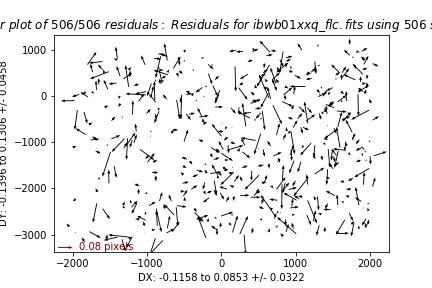 r plot of 506/506 residuals: Residuals for ibwb01xxq_flc.fits using 506 s
1000
0
−1000
−2000
−3000
DY: -0.1396 to 0.1306 +/- 0.0458
0.08 pixels
−2000
−1000
0
1000
2000
DX: -0.1158 to 0.0853 +/- 0.0322